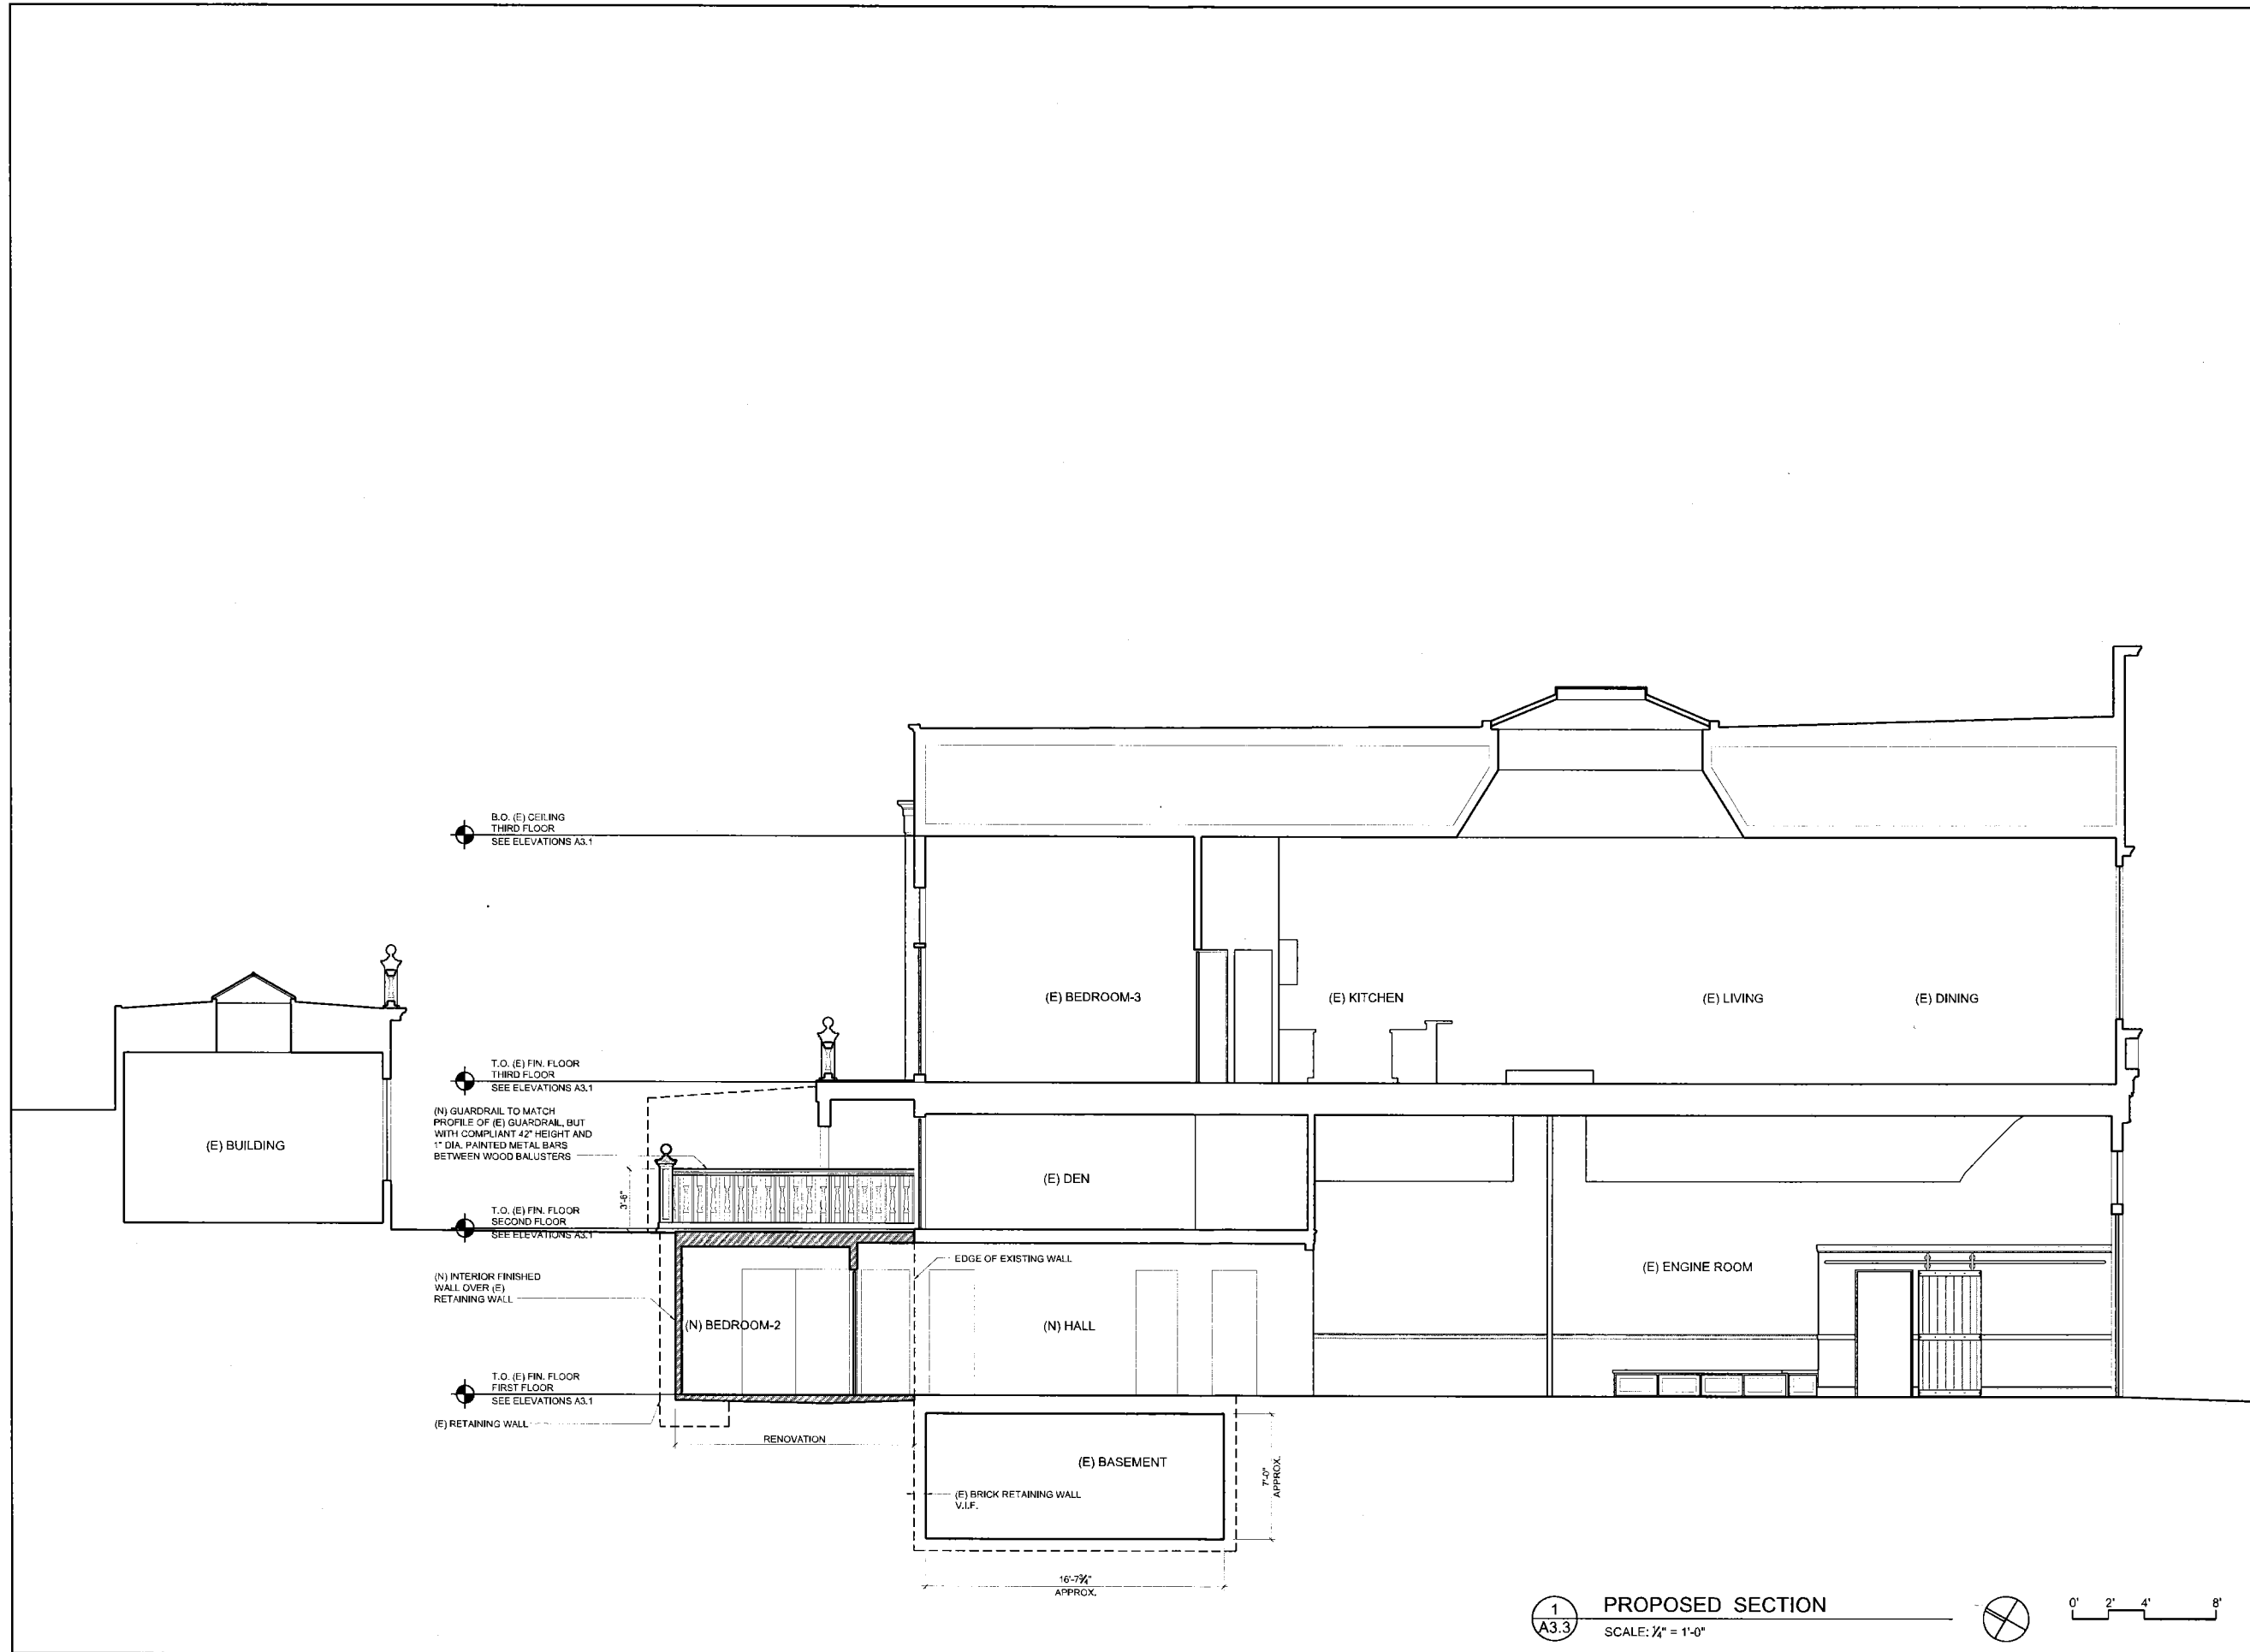 B.O. (E) CEILING
THIRD FLOOR
SEE ELEVATIONS A3.1
(E) BEDROOM-3
(E) KITCHEN
(E) LIVING
(E) DINING
T.O. (E) FIN. FLOOR
THIRD FLOOR
SEE ELEVATIONS A3.1
(N) GUARDRAIL TO MATCH
PROFILE OF (E) GUARDRAIL, BUT
WITH COMPLIANT 42" HEIGHT AND
1" DIA. PAINTED METAL BARS
BETWEEN WOOD BALUSTERS
(E) BUILDING
(E) DEN
3'-6"
T.O. (E) FIN. FLOOR
SECOND FLOOR
SEE ELEVATIONS A3.1
EDGE OF EXISTING WALL
(E) ENGINE ROOM
(N) INTERIOR FINISHED
WALL OVER (E)
RETAINING WALL
(N) BEDROOM-2
(N) HALL
T.O. (E) FIN. FLOOR
FIRST FLOOR
SEE ELEVATIONS A3.1
(E) RETAINING WALL
RENOVATION
(E) BASEMENT
7'-0"
APPROX.
(E) BRICK RETAINING WALL
V.I.F.
16'-7¾"
APPROX.
1
A3.3
PROPOSED SECTION
SCALE: ¼" = 1'-0"
0' 2' 4' 8'